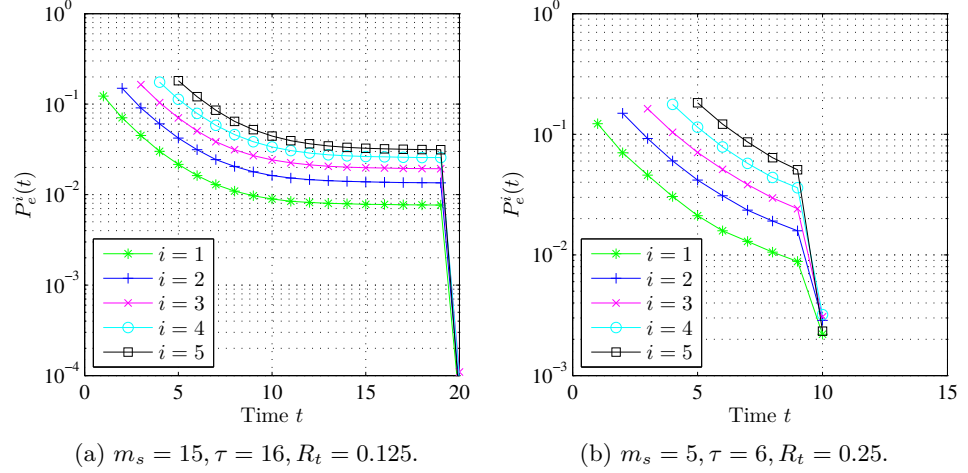 10^0
10^{-1}
10^{-2}
10^{-3}
10^{-4}
P_e^i(t)
0 5 10 15 20
Time t
i = 1
i = 2
i = 3
i = 4
i = 5
(a) m_s = 15, τ = 16, R_t = 0.125.
10^0
10^{-1}
10^{-2}
10^{-3}
P_e^i(t)
0 5 10 15
Time t
i = 1
i = 2
i = 3
i = 4
i = 5
(b) m_s = 5, τ = 6, R_t = 0.25.